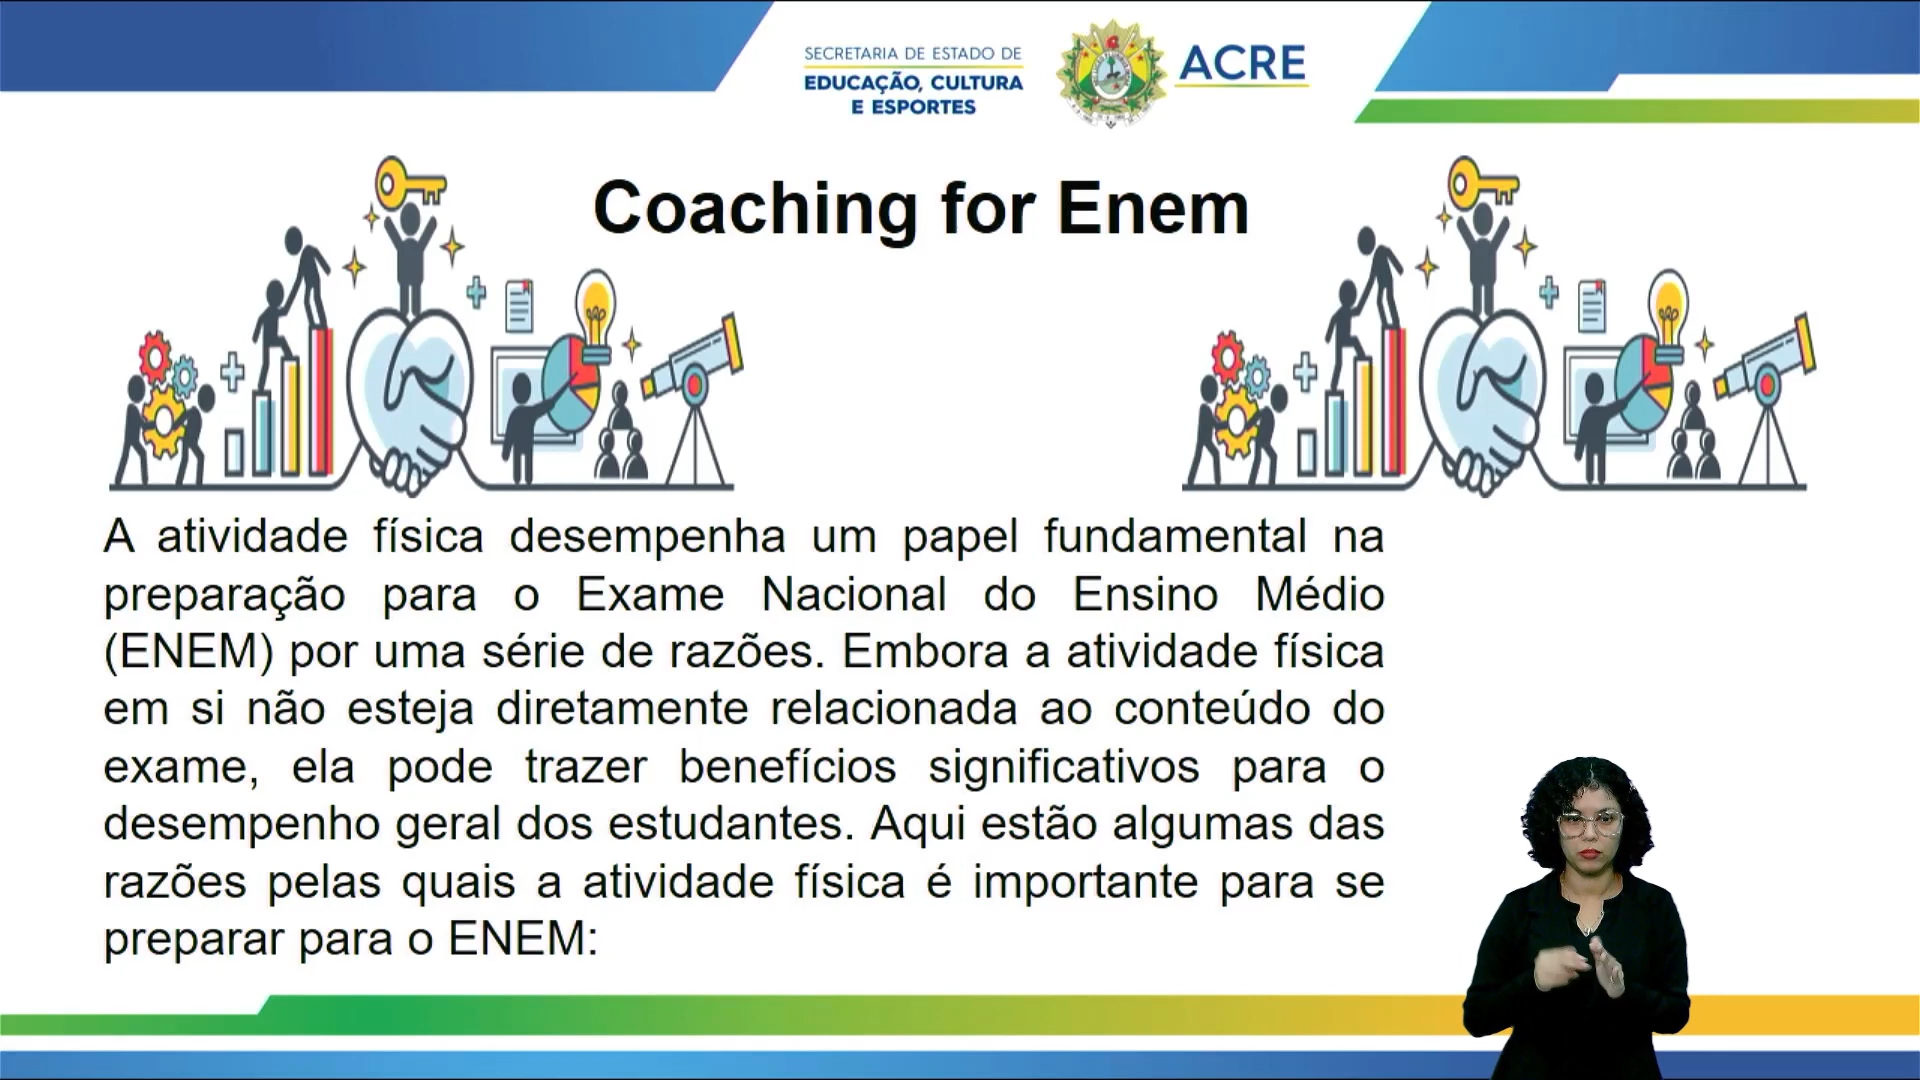 SECRETARIA DE ESTADO DE
EDUCAÇÃO, CULTURA
E ESPORTES
ACRE
Coaching for Enem
A atividade física desempenha um papel fundamental na
preparação para o Exame Nacional do Ensino Médio
(ENEM) por uma série de razões. Embora a atividade física
em si não esteja diretamente relacionada ao conteúdo do
exame, ela pode trazer benefícios significativos para o
desempenho geral dos estudantes. Aqui estão algumas das
razões pelas quais a atividade física é importante para se
preparar para o ENEM: